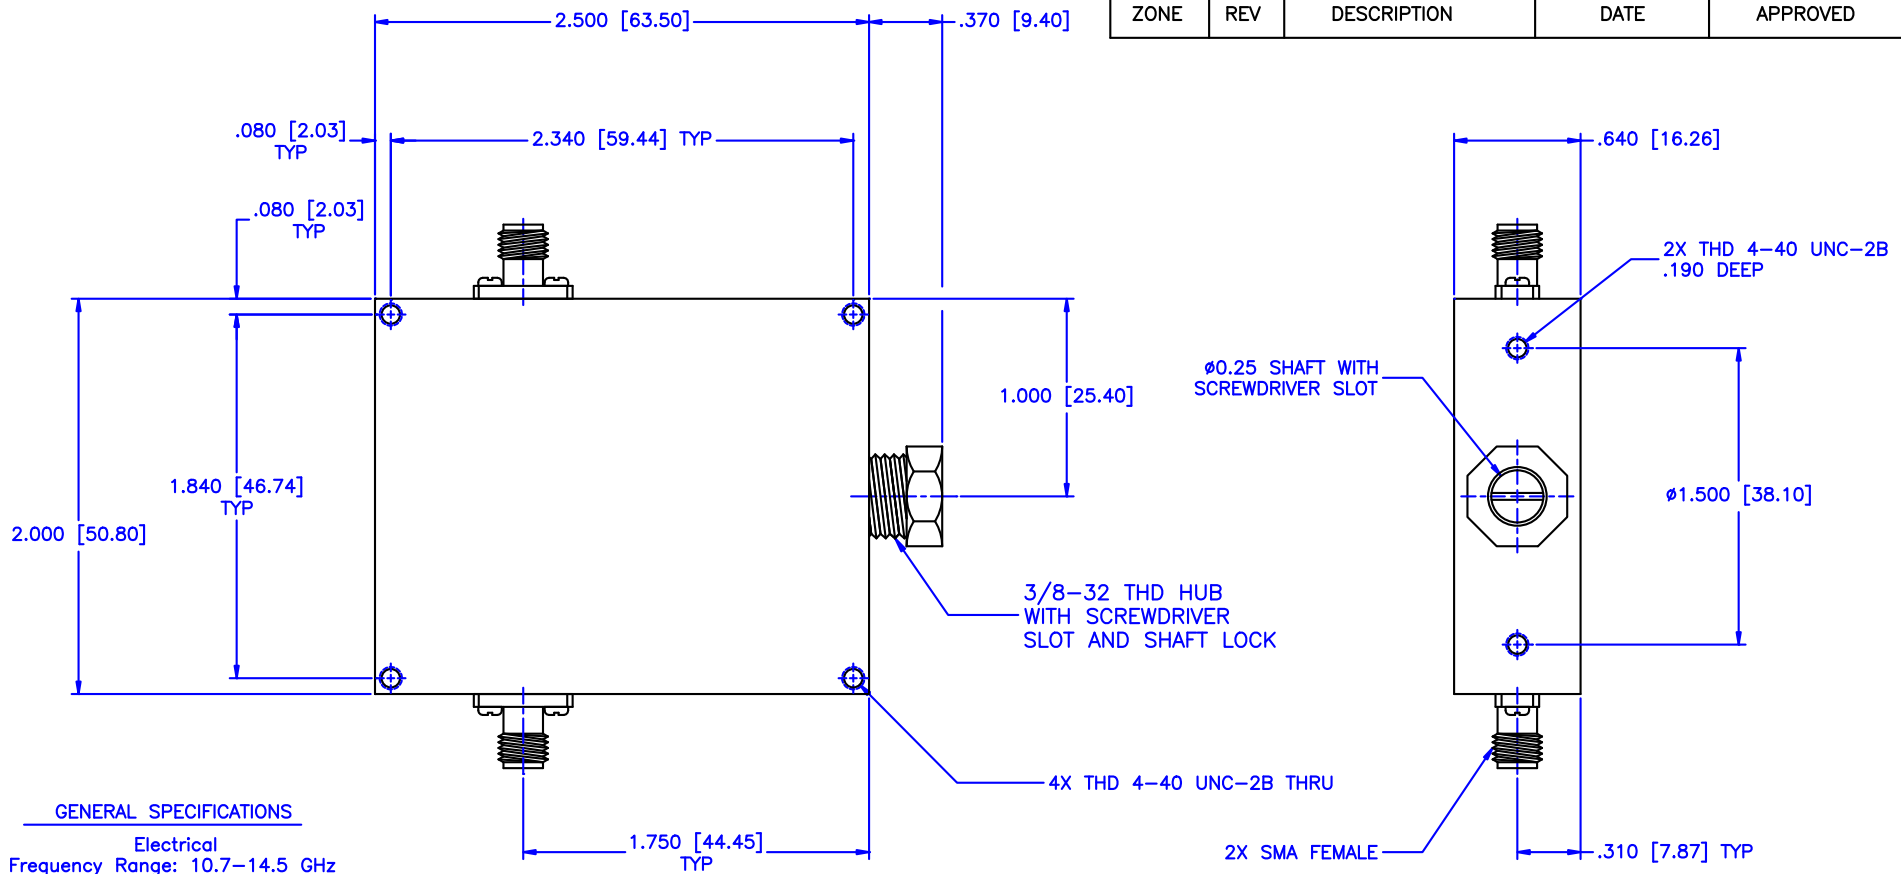 2.500 [63.50]
.370 [9.40]
ZONE REV DESCRIPTION DATE APPROVED
.080 [2.03]
TYP
2.340 [59.44] TYP
.640 [16.26]
.080 [2.03]
TYP
2X THD 4-40 UNC-2B
.190 DEEP
ø0.25 SHAFT WITH
SCREWDRIVER SLOT
1.000 [25.40]
1.840 [46.74]
TYP
ø1.500 [38.10]
2.000 [50.80]
3/8-32 THD HUB
WITH SCREWDRIVER
SLOT AND SHAFT LOCK
4X THD 4-40 UNC-2B THRU
GENERAL SPECIFICATIONS
Electrical
Frequency Range: 10.7-14.5 GHz
1.750 [44.45]
TYP
2X SMA FEMALE
.310 [7.87] TYP